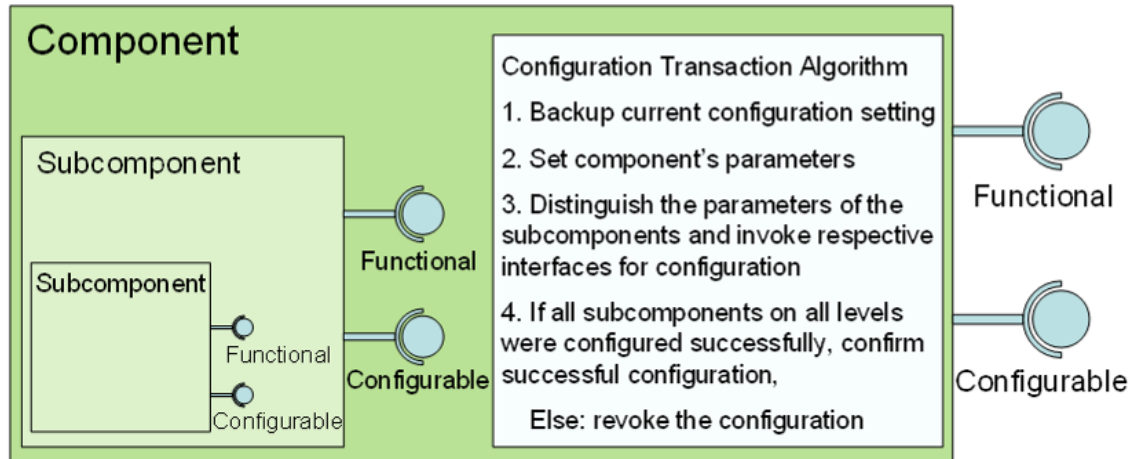 Component
Subcomponent
Subcomponent
Functional
Configurable
Functional
Configurable
Configuration Transaction Algorithm
1. Backup current configuration setting
2. Set component's parameters
3. Distinguish the parameters of the
subcomponents and invoke respective
interfaces for configuration
4. If all subcomponents on all levels
were configured successfully, confirm
successful configuration,
Else: revoke the configuration
Functional
Configurable